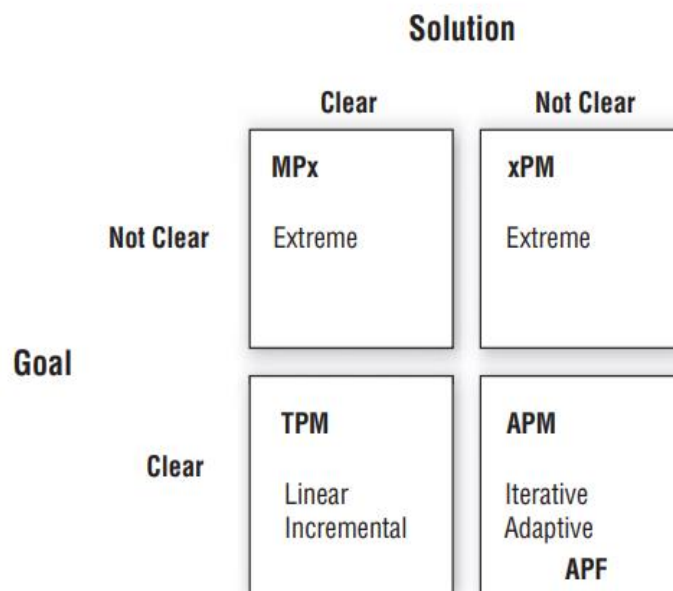 Solution
Clear Not Clear
MPx xPM
Not Clear Extreme Extreme
Goal
TPM APM
Clear
Linear Iterative
Incremental Adaptive
APF